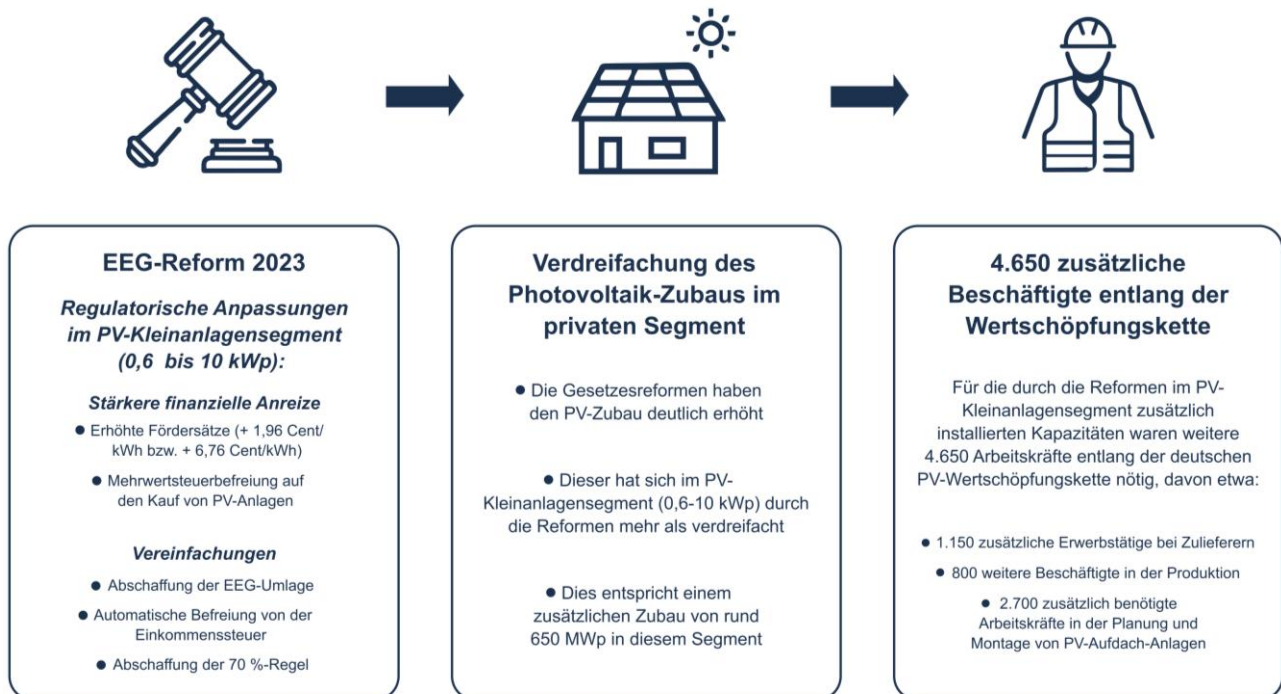 EEG-Reform 2023
Regulatorische Anpassungen
im PV-Kleinanlagensegment
(0,6 bis 10 kWp):
Stärkere finanzielle Anreize
● Erhöhte Fördersätze (+ 1,96 Cent/
kWh bzw. + 6,76 Cent/kWh)
● Mehrwertsteuerbefreiung auf
den Kauf von PV-Anlagen
Vereinfachungen
● Abschaffung der EEG-Umlage
● Automatische Befreiung von der
Einkommenssteuer
● Abschaffung der 70 %-Regel
Verdreifachung des
Photovoltaik-Zubaus im
privaten Segment
● Die Gesetzesreformen haben
den PV-Zubau deutlich erhöht
● Dieser hat sich im PV-
Kleinanlagensegment (0,6-10 kWp) durch
die Reformen mehr als verdreifacht
● Dies entspricht einem
zusätzlichen Zubau von rund
650 MWp in diesem Segment
4.650 zusätzliche
Beschäftigte entlang der
Wertschöpfungskette
Für die durch die Reformen im PV-
Kleinanlagensegment zusätzlich
installierten Kapazitäten waren weitere
4.650 Arbeitskräfte entlang der deutschen
PV-Wertschöpfungskette nötig, davon etwa:
● 1.150 zusätzliche Erwerbstätige bei Zulieferern
● 800 weitere Beschäftigte in der Produktion
● 2.700 zusätzlich benötigte
Arbeitskräfte in der Planung und
Montage von PV-Aufdach-Anlagen